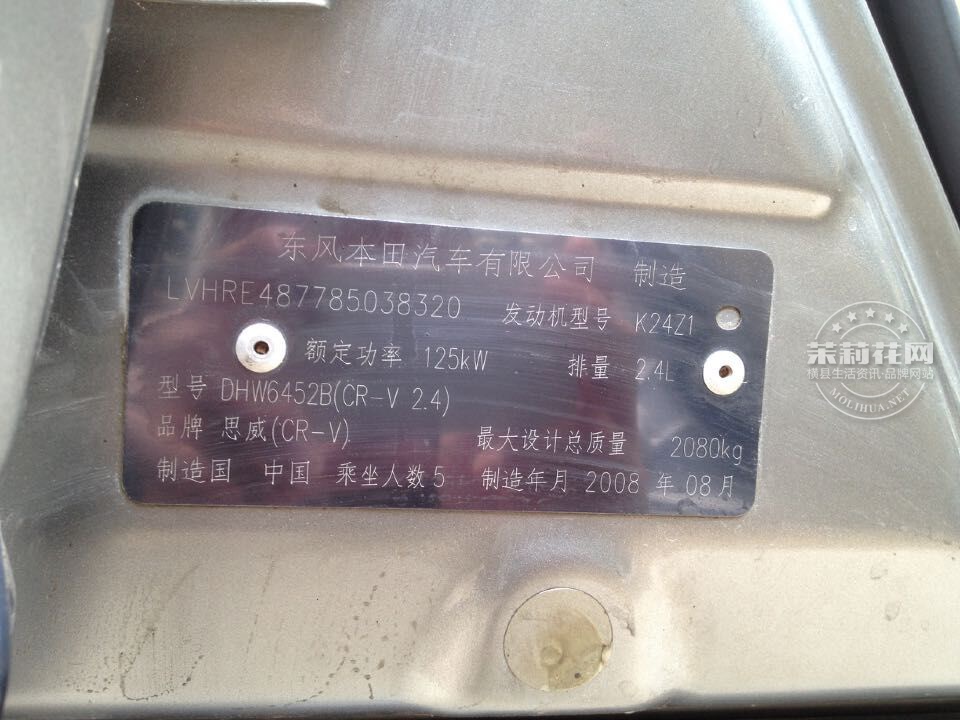 东风本田汽车有限公司 制造
LVHRE487785038320 发动机型号 K24Z1
额定功率 125kW 排量 2.4L
型号 DHW6452B(CR-V 2.4)
品牌 思威(CR-V) 最大设计总质量 2080kg
制造国 中国 乘坐人数5 制造年月 2008 年 08月
茉莉花网
横县生活资讯·品牌网站
MOLIHUA.NET